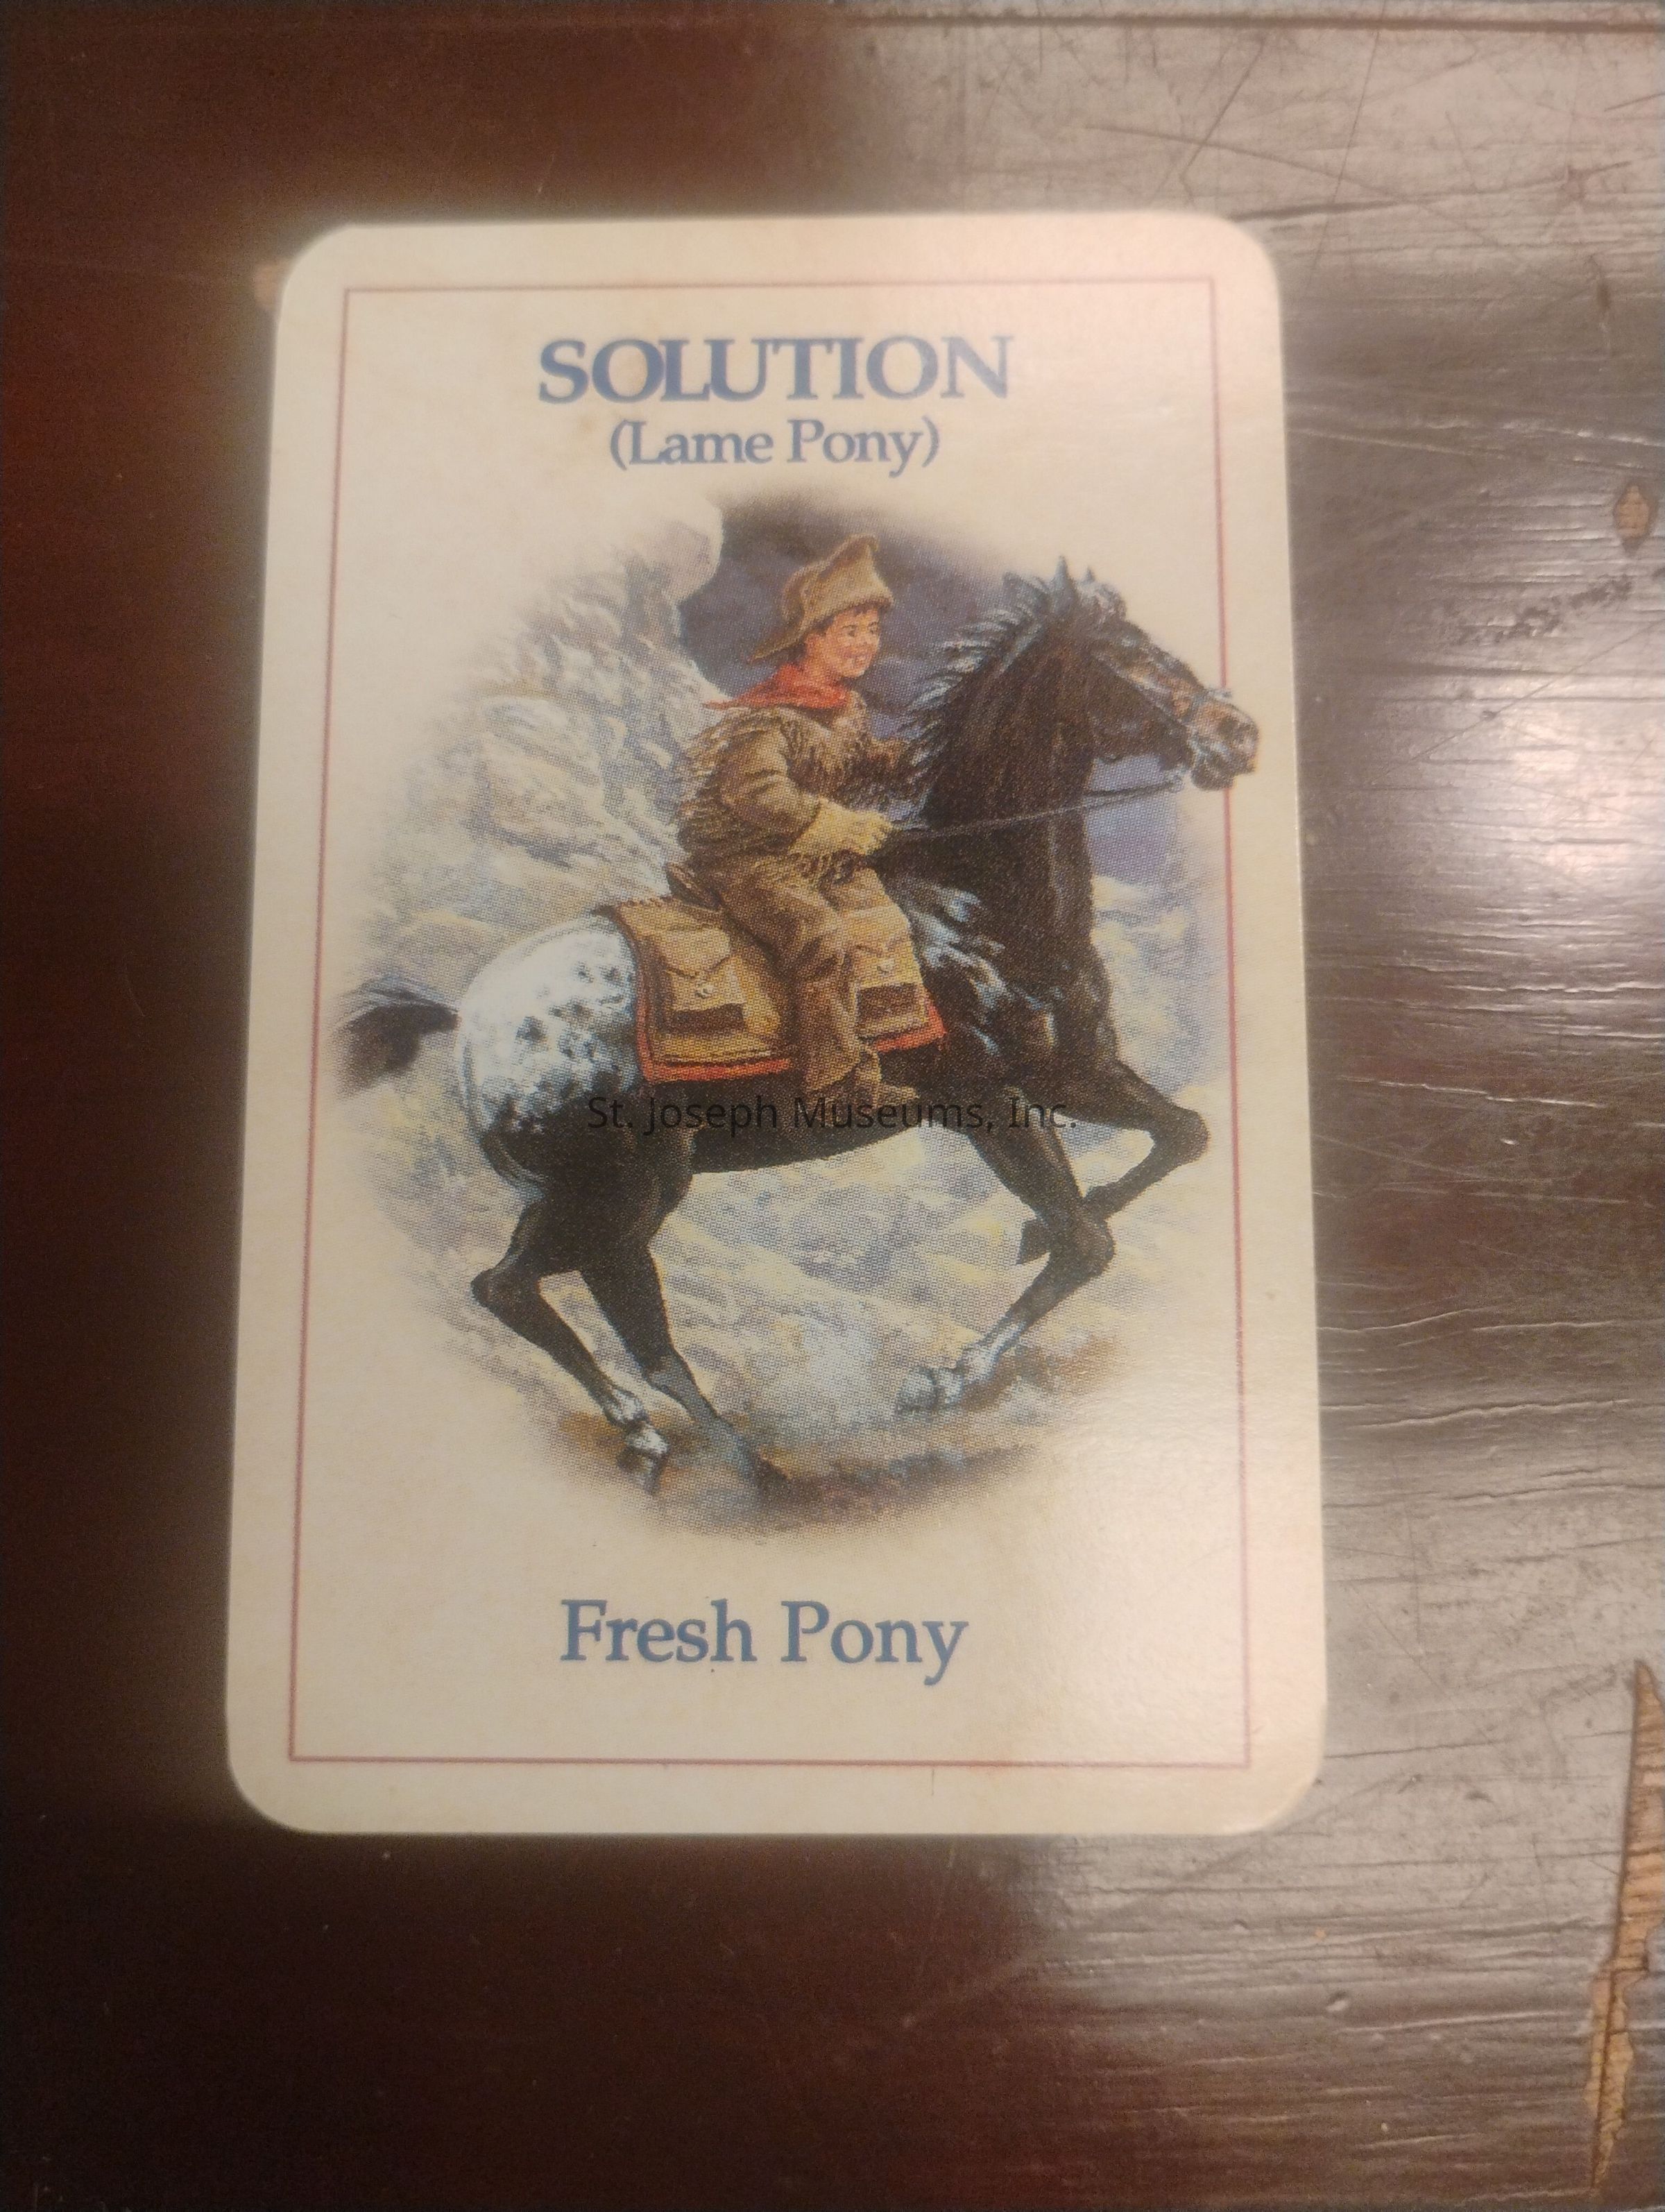 SOLUTION
(Lame Pony)
St. Joseph Museums, Inc.
Fresh Pony